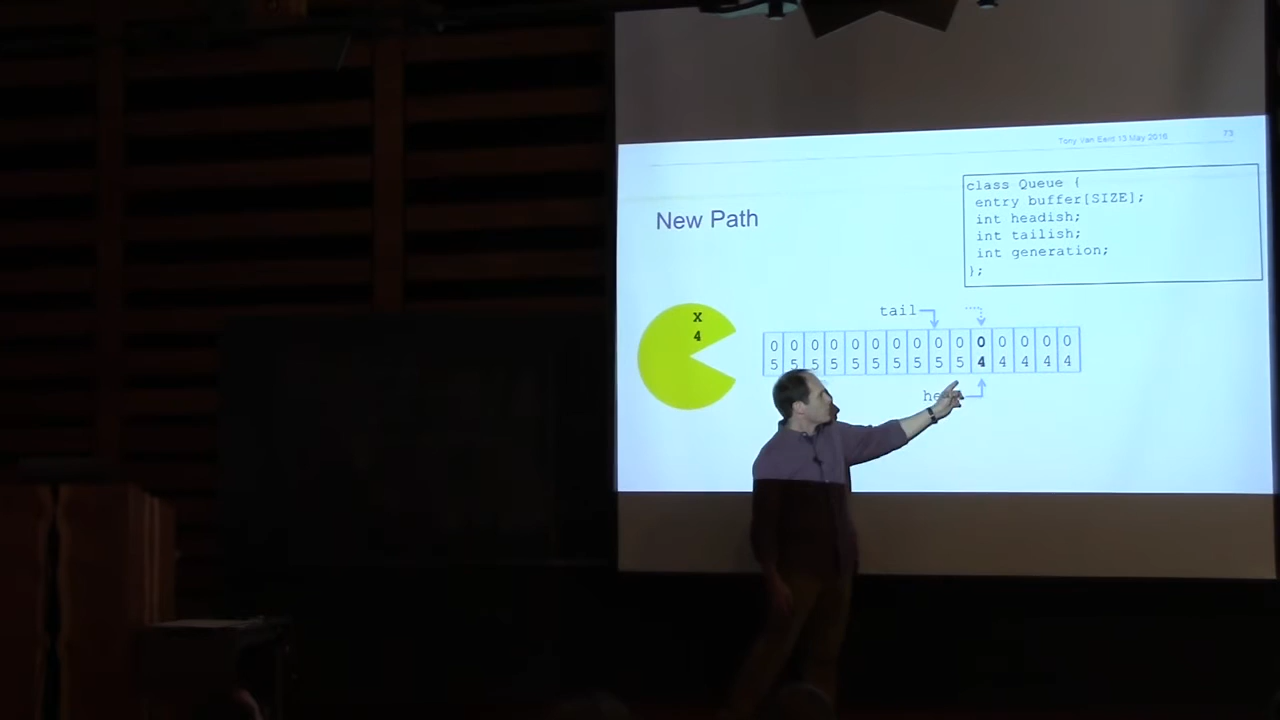 Tony Van Eerd 13 May 2016 73
class Queue {
entry buffer[SIZE];
int headish;
int tailish;
int generation;
};
New Path
x
4
tail
0 0 0 0 0 0 0 0 0 0 0 0 0 0 0
5 5 5 5 5 5 5 5 5 5 4 4 4 4 4